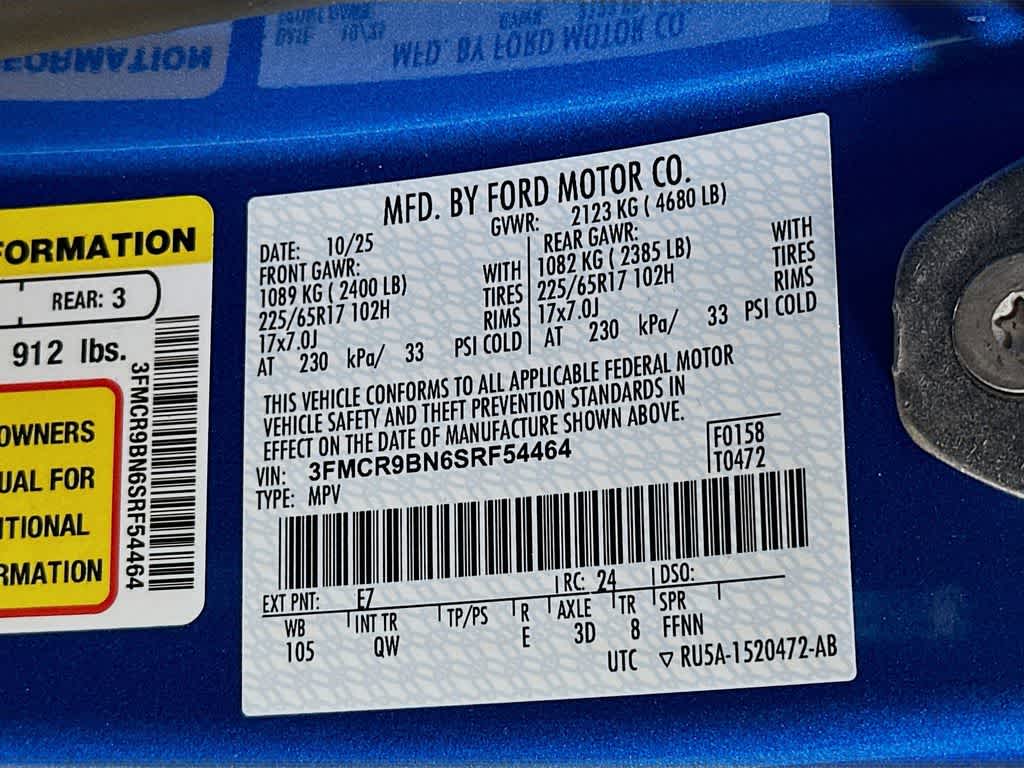 MFD. BY FORD MOTOR CO.
DATE: 10/25
GVWR: 2123 KG ( 4680 LB)
FRONT GAWR:
1089 KG ( 2400 LB)
225/65R17 102H
17x7.0J
WITH
TIRES
RIMS
AT 230 kPa/ 33 PSI COLD
REAR GAWR:
1082 KG ( 2385 LB)
225/65R17 102H
17x7.0J
WITH
TIRES
RIMS
AT 230 kPa/ 33 PSI COLD
THIS VEHICLE CONFORMS TO ALL APPLICABLE FEDERAL MOTOR
VEHICLE SAFETY AND THEFT PREVENTION STANDARDS IN
EFFECT ON THE DATE OF MANUFACTURE SHOWN ABOVE.
VIN: 3FMCR9BN6SRF54464
TYPE: MPV
F0158
T0472
EXT PNT: E7 RC: 24 DSO:
WB INT TR TP/PS R AXLE TR SPR
105 QW E 3D 8 FFNN
UTC ▽ RU5A-1520472-AB
FORMATION
REAR: 3
912 lbs.
OWNERS
UAL FOR
ITIONAL
RMATION
3FMCR9BN6SRF54464
FORMATION
MFD. BY FORD MOTOR CO
DATE 10/25